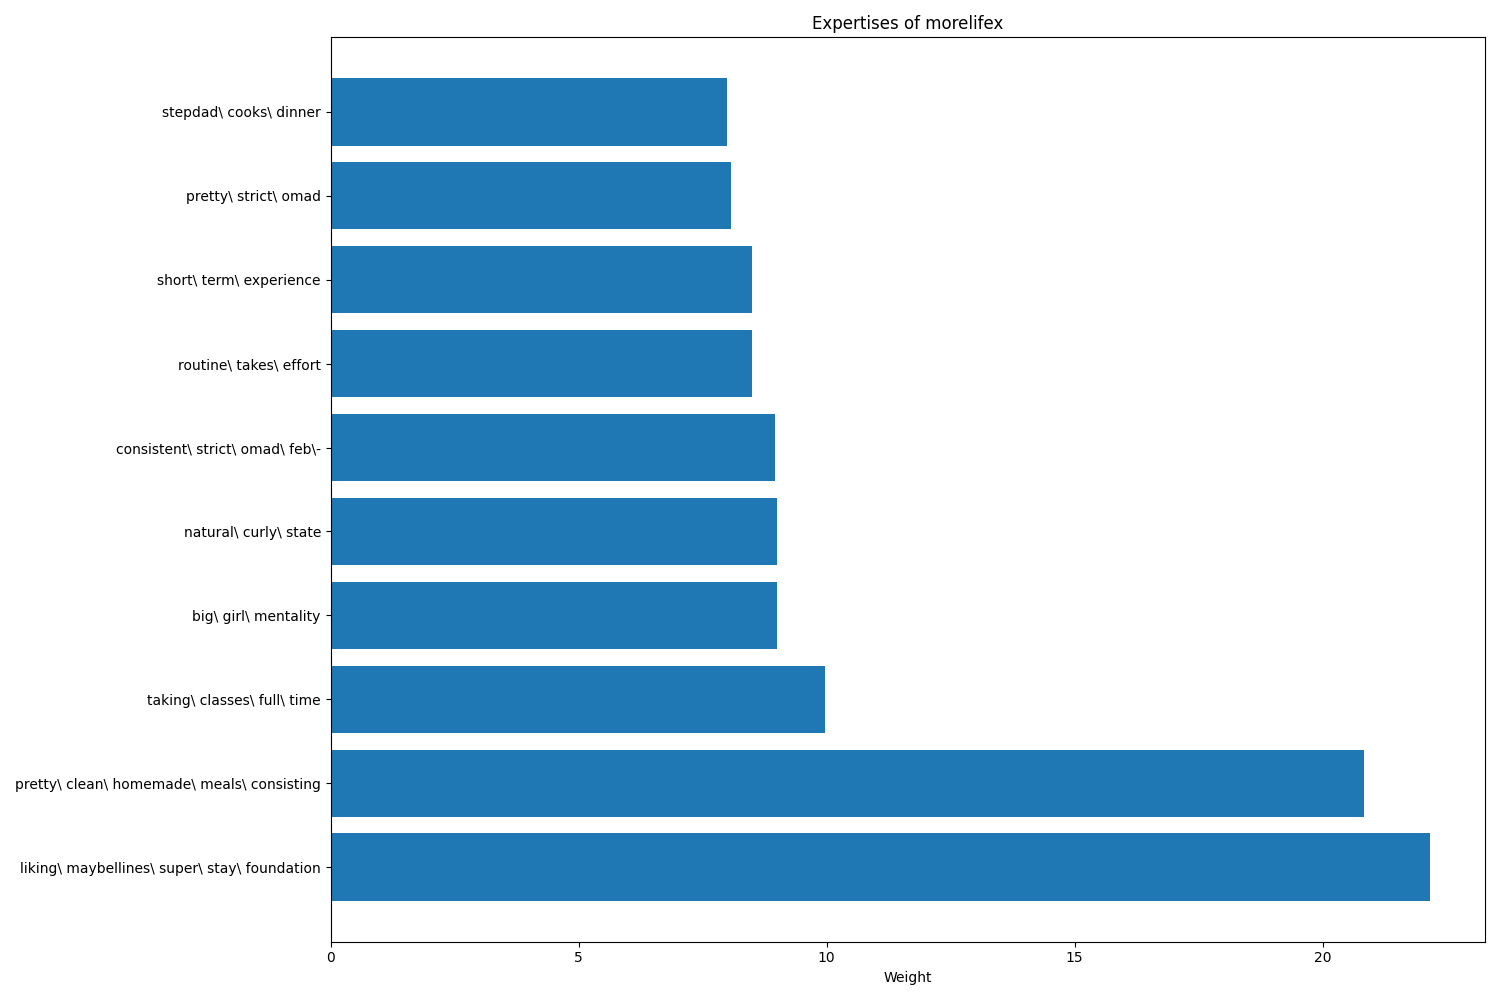 Expertises of morelifex
stepdad\ cooks\ dinner
pretty\ strict\ omad
short\ term\ experience
routine\ takes\ effort
consistent\ strict\ omad\ feb\-
natural\ curly\ state
big\ girl\ mentality
taking\ classes\ full\ time
pretty\ clean\ homemade\ meals\ consisting
liking\ maybellines\ super\ stay\ foundation
0 5 10 15 20
Weight